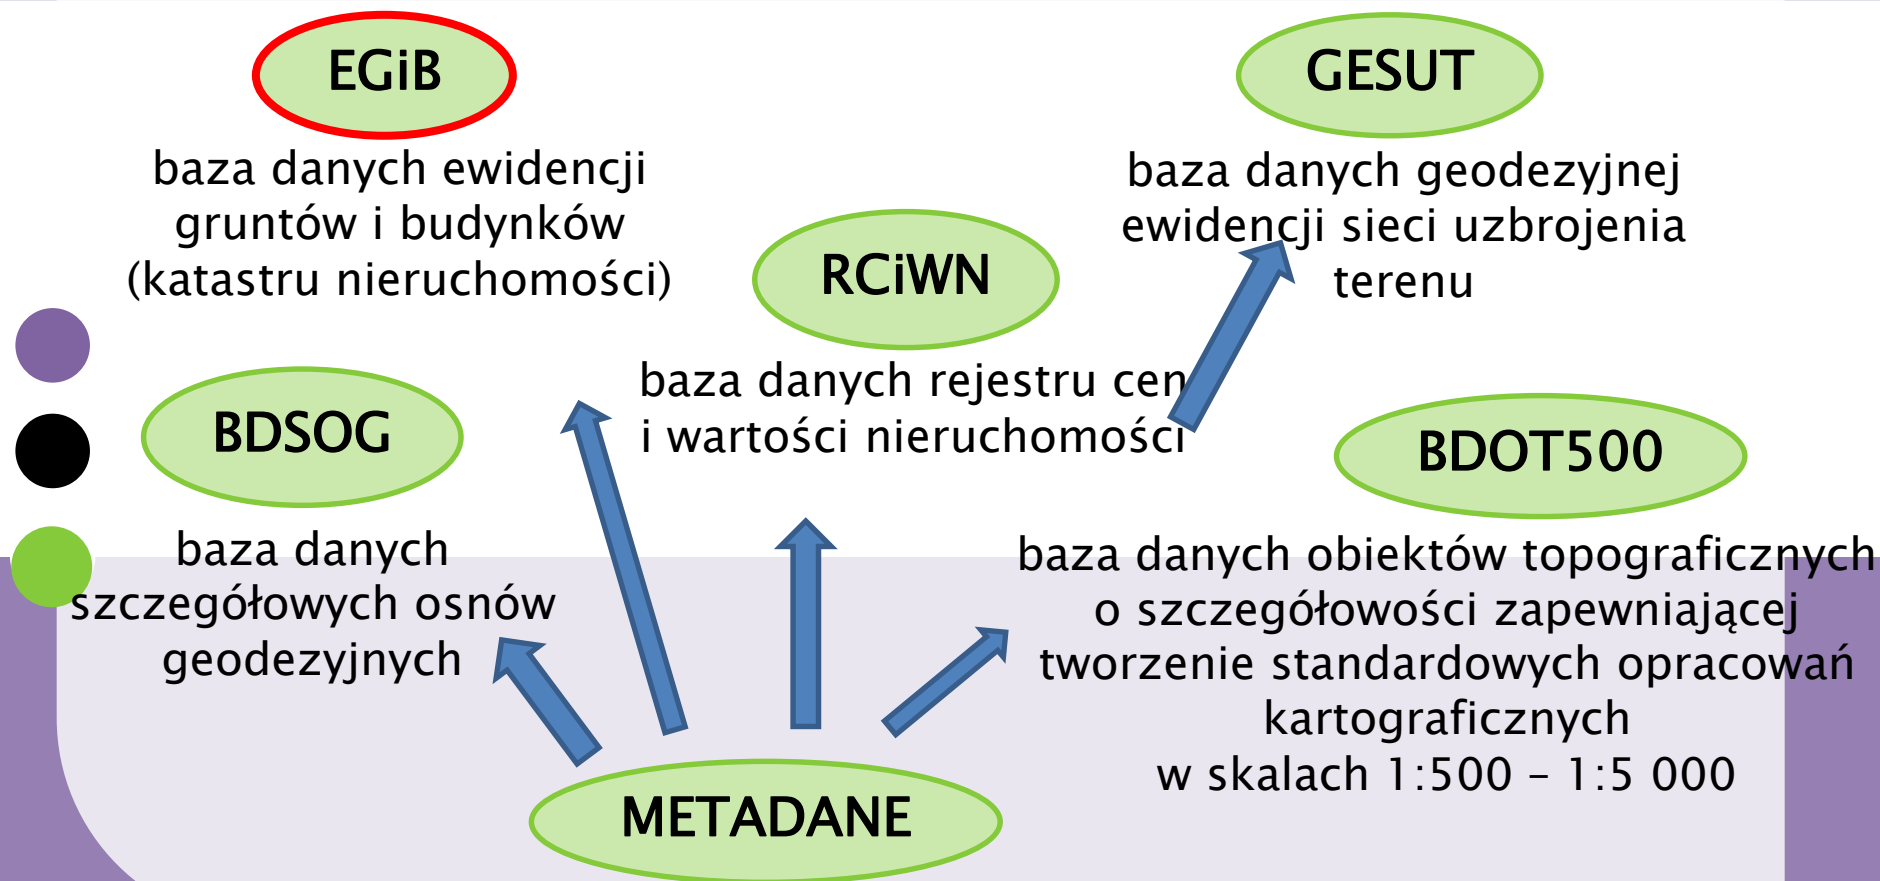 EGiB
baza danych ewidencji
gruntów i budynków
(katastru nieruchomości)
GESUT
baza danych geodezyjnej
ewidencji sieci uzbrojenia
terenu
RCiWN
baza danych rejestru cen
i wartości nieruchomości
BDSOG
baza danych
szczegółowych osnów
geodezyjnych
BDOT500
baza danych obiektów topograficznych
o szczegółowości zapewniającej
tworzenie standardowych opracowań
kartograficznych
w skalach 1:500 – 1:5 000
METADANE